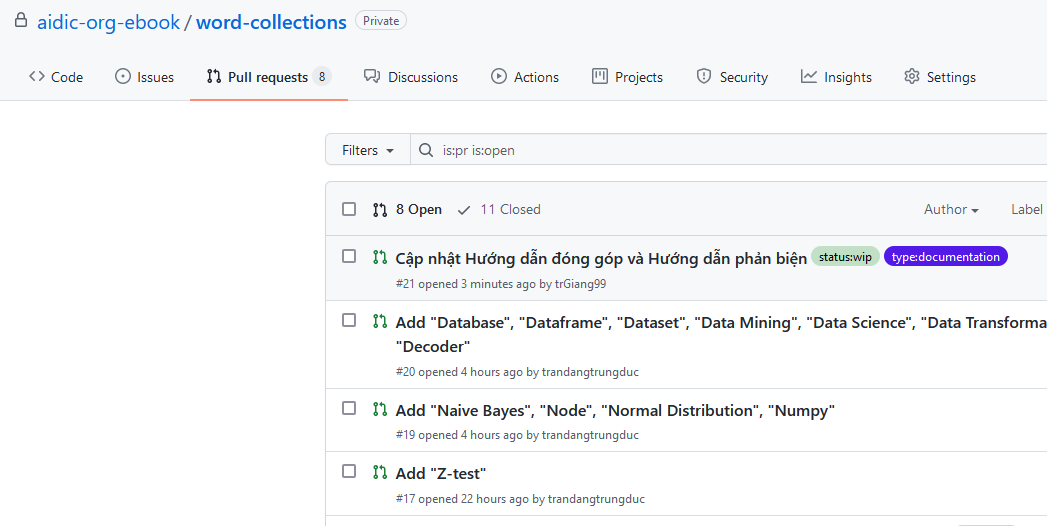 aidic-org-ebook / word-collections Private
Code Issues Pull requests 8 Discussions Actions Projects Security Insights Settings
Filters is:pr is:open
8 Open 11 Closed Author Label
Cập nhật Hướng dẫn đóng góp và Hướng dẫn phản biện status:wip type:documentation
#21 opened 3 minutes ago by trGiang99
Add "Database", "Dataframe", "Dataset", "Data Mining", "Data Science", "Data Transforma
"Decoder"
#20 opened 4 hours ago by trandangtrungduc
Add "Naive Bayes", "Node", "Normal Distribution", "Numpy"
#19 opened 4 hours ago by trandangtrungduc
Add "Z-test"
#17 opened 22 hours ago by trandangtrungduc